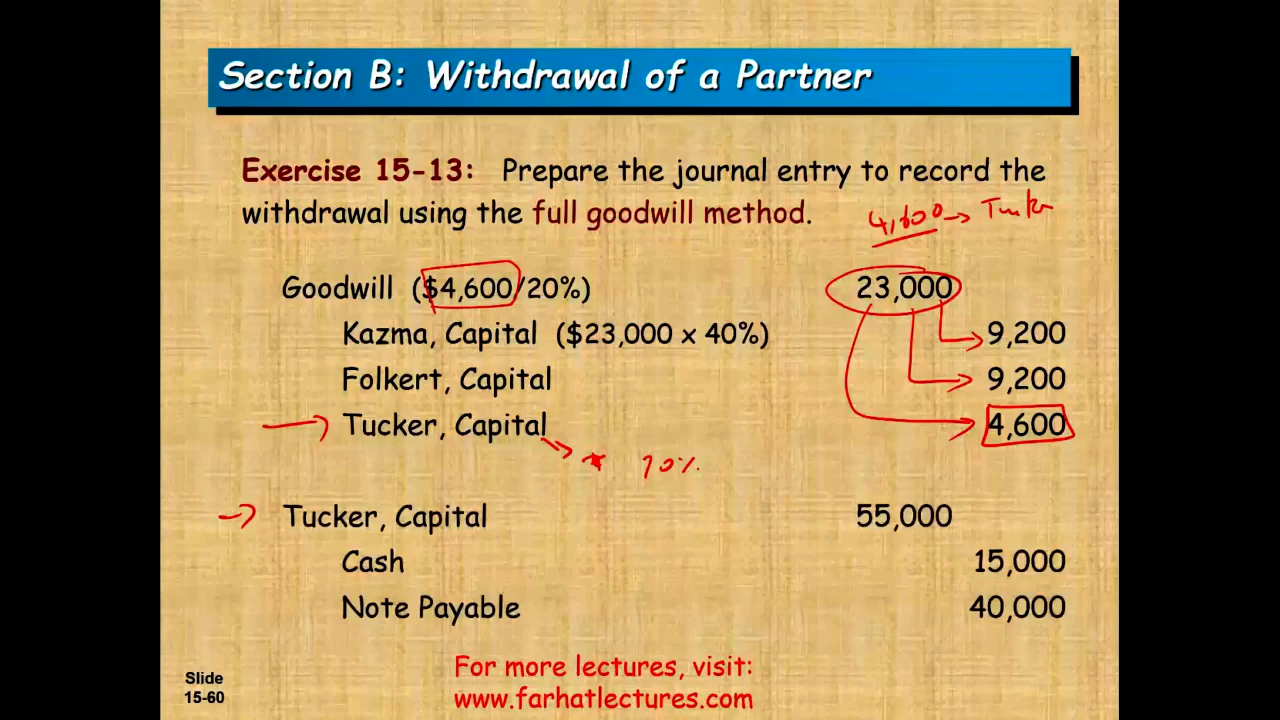 Section B: Withdrawal of a Partner
Exercise 15-13: Prepare the journal entry to record the
withdrawal using the full goodwill method.
4,600 → Tucker
Goodwill ($4,600/20%) 23,000
Kazma, Capital ($23,000 x 40%) 9,200
Folkert, Capital 9,200
Tucker, Capital 4,600
Tucker, Capital 55,000
Cash 15,000
Note Payable 40,000
For more lectures, visit:
www.farhatlectures.com
Slide
15-60